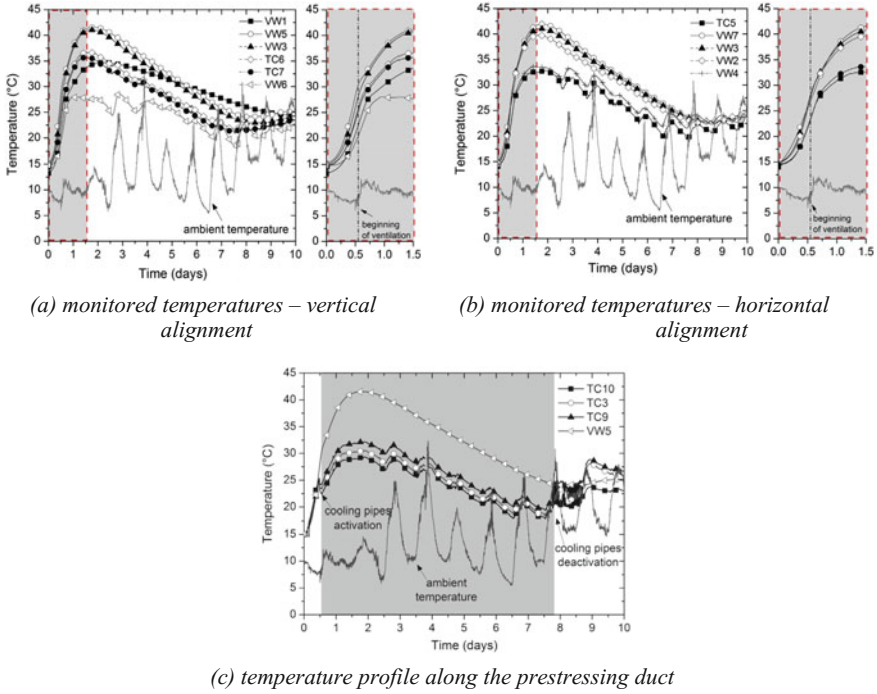 45
40
35
30
25
20
15
10
5
0
Temperature (°C)
0 1 2 3 4 5 6 7 8 9 10
Time (days)
VW1
VW5
VW3
TC6
TC7
VW6
ambient temperature
45
40
35
30
25
20
15
10
5
0
0.0 0.5 1.0 1.5
beginning
of ventilation
(a) monitored temperatures – vertical
alignment
45
40
35
30
25
20
15
10
5
0
Temperature (°C)
0 1 2 3 4 5 6 7 8 9 10
Time (days)
TC5
VW7
VW3
VW2
VW4
ambient temperature
45
40
35
30
25
20
15
10
5
0
0.0 0.5 1.0 1.5
beginning
of ventilation
(b) monitored temperatures – horizontal
alignment
45
40
35
30
25
20
15
10
5
0
Temperature (°C)
0 1 2 3 4 5 6 7 8 9 10
Time (days)
TC10
TC3
TC9
VW5
cooling pipes
activation
ambient
temperature
cooling pipes
deactivation
(c) temperature profile along the prestressing duct